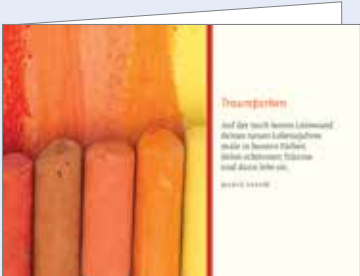 Traumfarben
Auf der noch leeren Leinwand
deines neuen Lebensjahres
male in bunten Farben
deine schönsten Träume
und dann lebe sie.